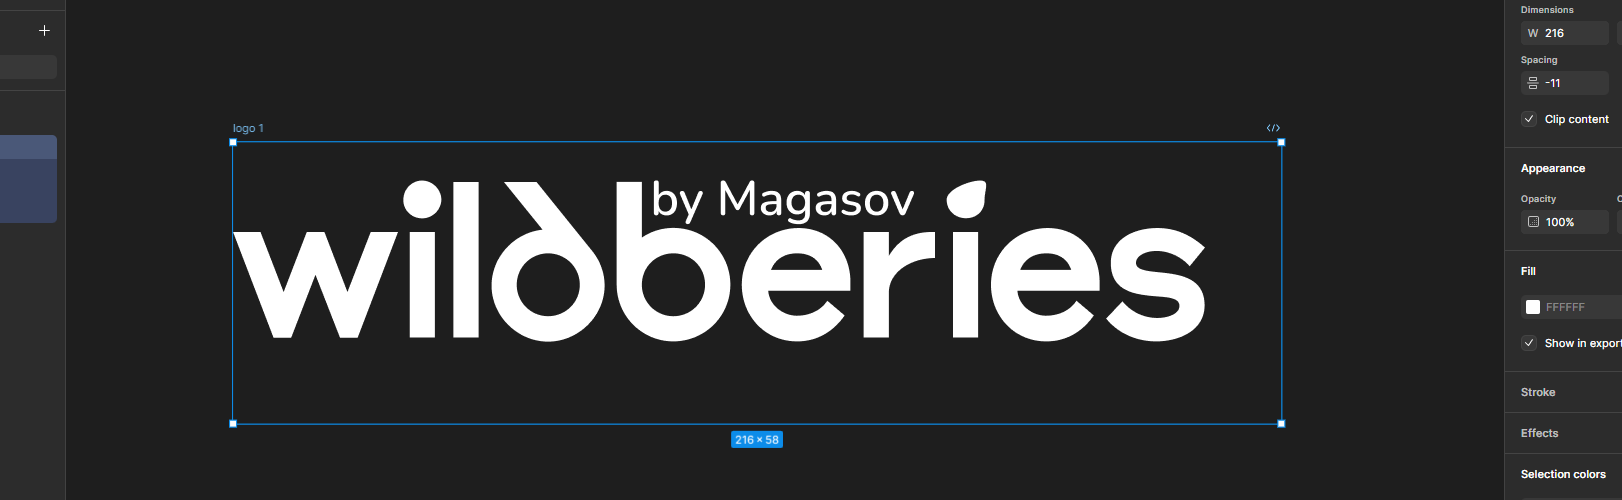 Dimensions
W 216
Spacing
-11
logo 1
Clip content
Appearance
by Magasov
wildberies
Opacity
100%
Fill
FFFFFF
Show in export
Stroke
Effects
216 × 58
Selection colors